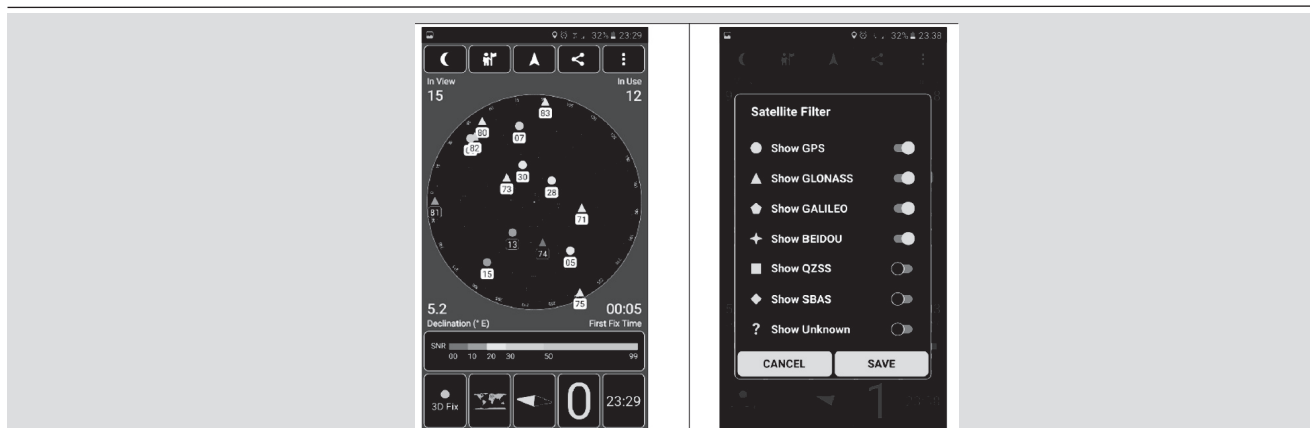 32% 23:29
In View
In Use
15
12
83
80
07
82
30
73
28
81
71
13
74
05
15
75
5.2
00:05
Declination (° E)
First Fix Time
SNR
00 10 20 30 50 99
3D Fix
0
23:29
32% 23:38
Satellite Filter
Show GPS
Show GLONASS
Show GALILEO
Show BEIDOU
Show QZSS
Show SBAS
? Show Unknown
CANCEL SAVE
1